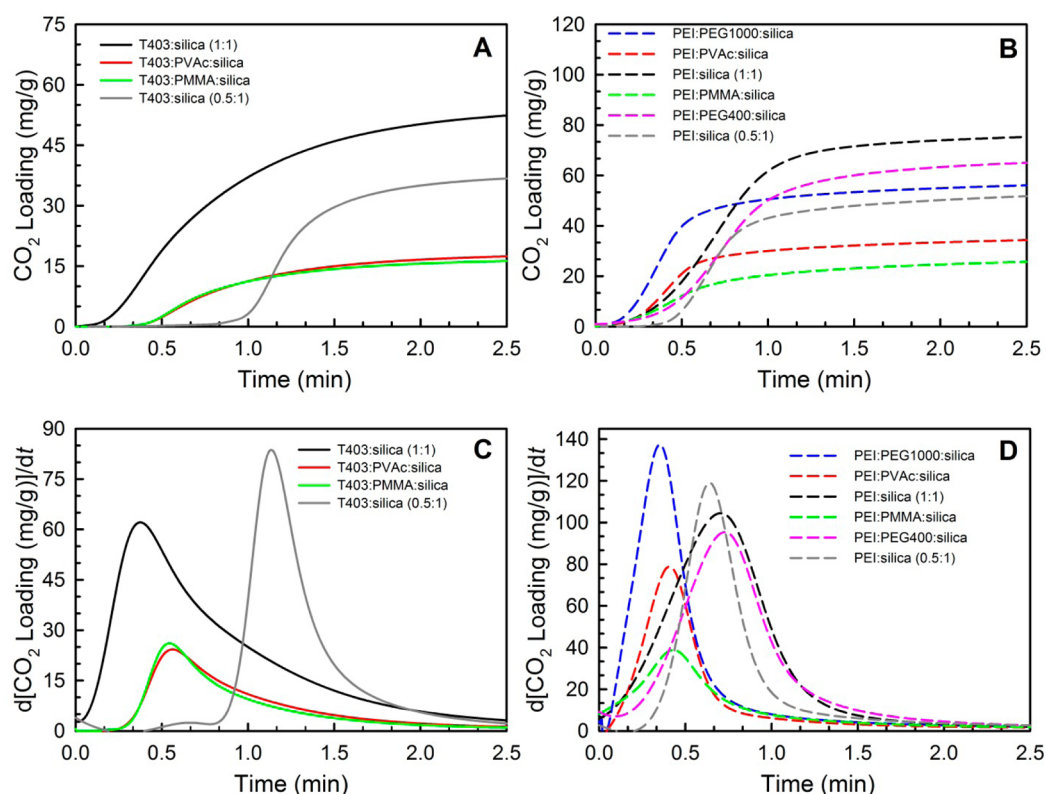 A
CO₂ Loading (mg/g)
75
60
45
30
15
0
T403:silica (1:1)
T403:PVAc:silica
T403:PMMA:silica
T403:silica (0.5:1)
0.0 0.5 1.0 1.5 2.0 2.5
Time (min)
B
CO₂ Loading (mg/g)
120
100
80
60
40
20
0
PEI:PEG1000:silica
PEI:PVAc:silica
PEI:silica (1:1)
PEI:PMMA:silica
PEI:PEG400:silica
PEI:silica (0.5:1)
0.0 0.5 1.0 1.5 2.0 2.5
Time (min)
C
d[CO₂ Loading (mg/g)]/dt
90
75
60
45
30
15
0
T403:silica (1:1)
T403:PVAc:silica
T403:PMMA:silica
T403:silica (0.5:1)
0.0 0.5 1.0 1.5 2.0 2.5
Time (min)
D
d[CO₂ Loading (mg/g)]/dt
140
120
100
80
60
40
20
0
PEI:PEG1000:silica
PEI:PVAc:silica
PEI:silica (1:1)
PEI:PMMA:silica
PEI:PEG400:silica
PEI:silica (0.5:1)
0.0 0.5 1.0 1.5 2.0 2.5
Time (min)